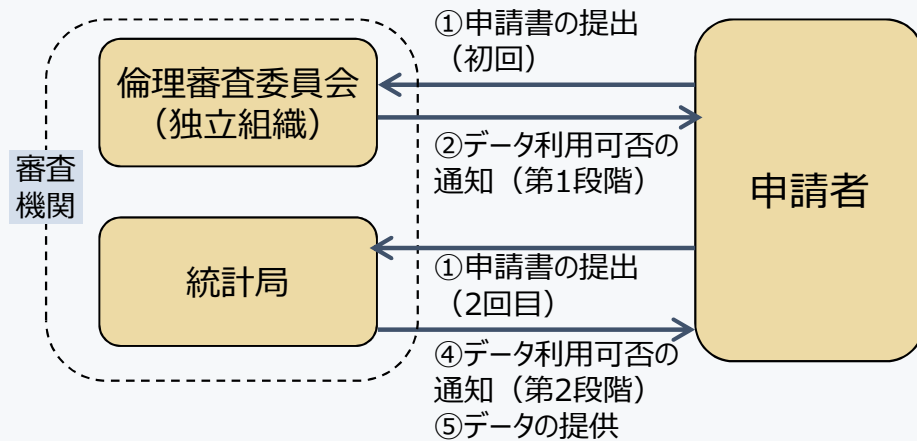 ①申請書の提出
（初回）
倫理審査委員会
（独立組織）
②データ利用可否の
通知（第1段階）
審査
機関
申請者
統計局
①申請書の提出
（2回目）
④データ利用可否の
通知（第2段階）
⑤データの提供